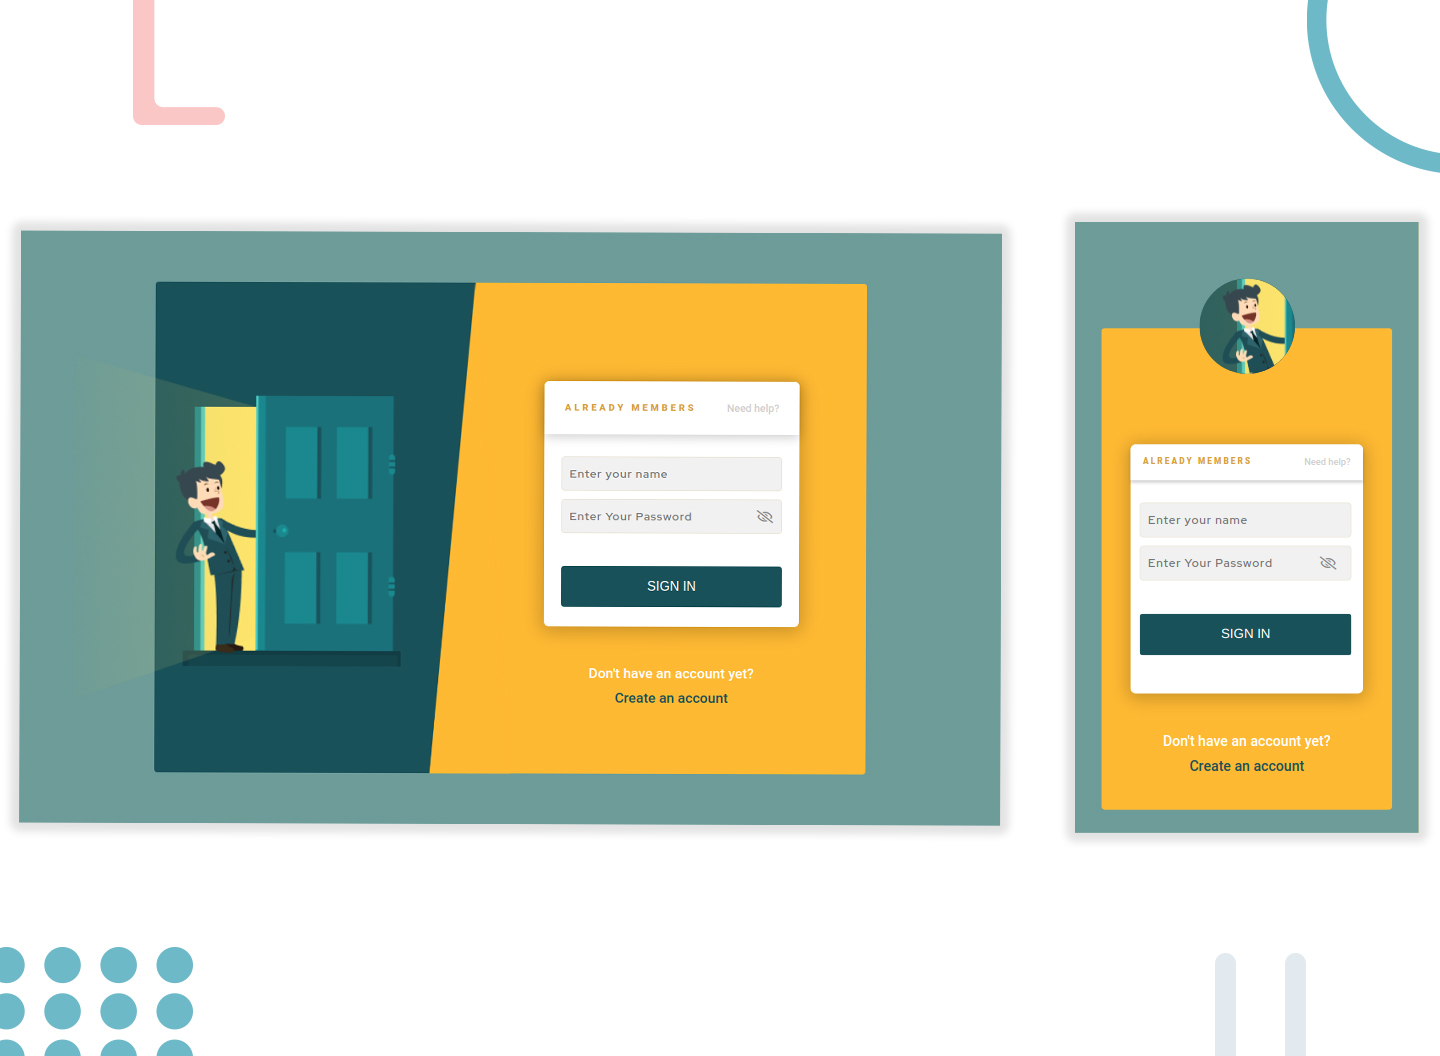 ALREADY MEMBERS
Need help?
Enter your name
Enter Your Password
SIGN IN
Don't have an account yet?
Create an account
ALREADY MEMBERS
Need help?
Enter your name
Enter Your Password
SIGN IN
Don't have an account yet?
Create an account